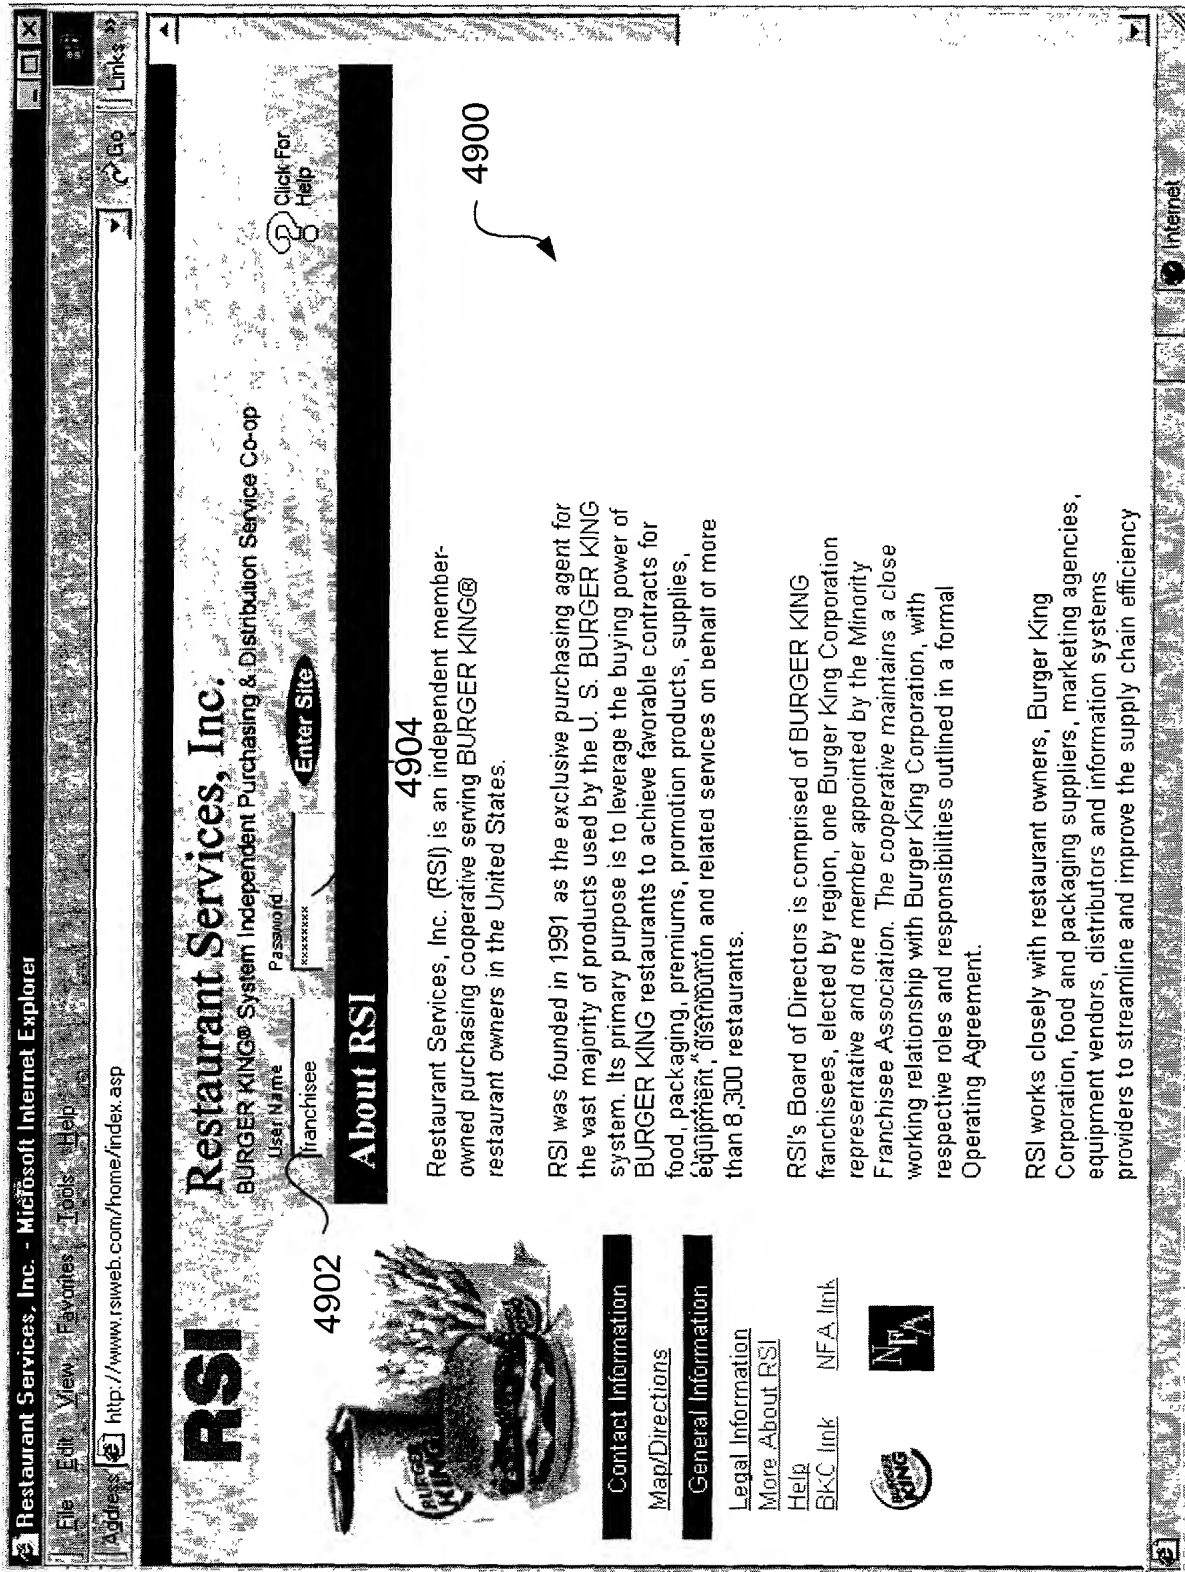 Restaurant Services, Inc. - Microsoft Internet Explorer
File Edit View Favorites Tools Help
Address http://www.rsiweb.com/home/index.asp Go Links »
RSI
Restaurant Services, Inc.
BURGER KING® System Independent Purchasing & Distribution Service Co-op
User Name Password
franchisee xxxxxxxxx Enter Site
Click For
Help
4902
4904
4900
About RSI
BURGER
KING
Contact Information
Map/Directions
General Information
Legal Information
More About RSI
Help
BKC link NFA link
BURGER
KING
NFA
Restaurant Services, Inc. (RSI) is an independent member-
owned purchasing cooperative serving BURGER KING®
restaurant owners in the United States.
RSI was founded in 1991 as the exclusive purchasing agent for
the vast majority of products used by the U. S. BURGER KING
system. Its primary purpose is to leverage the buying power of
BURGER KING restaurants to achieve favorable contracts for
food, packaging, premiums, promotion products, supplies,
equipment, distribution and related services on behalf of more
than 8,300 restaurants.
RSI's Board of Directors is comprised of BURGER KING
franchisees, elected by region, one Burger King Corporation
representative and one member appointed by the Minority
Franchisee Association. The cooperative maintains a close
working relationship with Burger King Corporation, with
respective roles and responsibilities outlined in a formal
Operating Agreement.
RSI works closely with restaurant owners, Burger King
Corporation, food and packaging suppliers, marketing agencies,
equipment vendors, distributors and information systems
providers to streamline and improve the supply chain efficiency
Internet